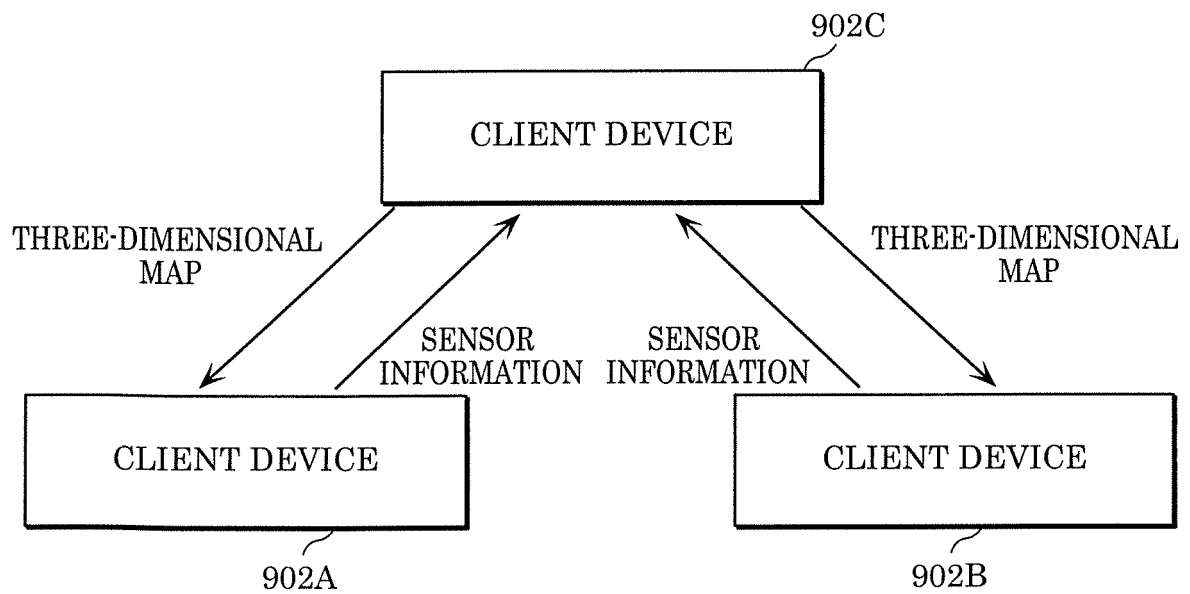 902C
CLIENT DEVICE
THREE-DIMENSIONAL
MAP
THREE-DIMENSIONAL
MAP
SENSOR
INFORMATION
SENSOR
INFORMATION
CLIENT DEVICE
CLIENT DEVICE
902A
902B